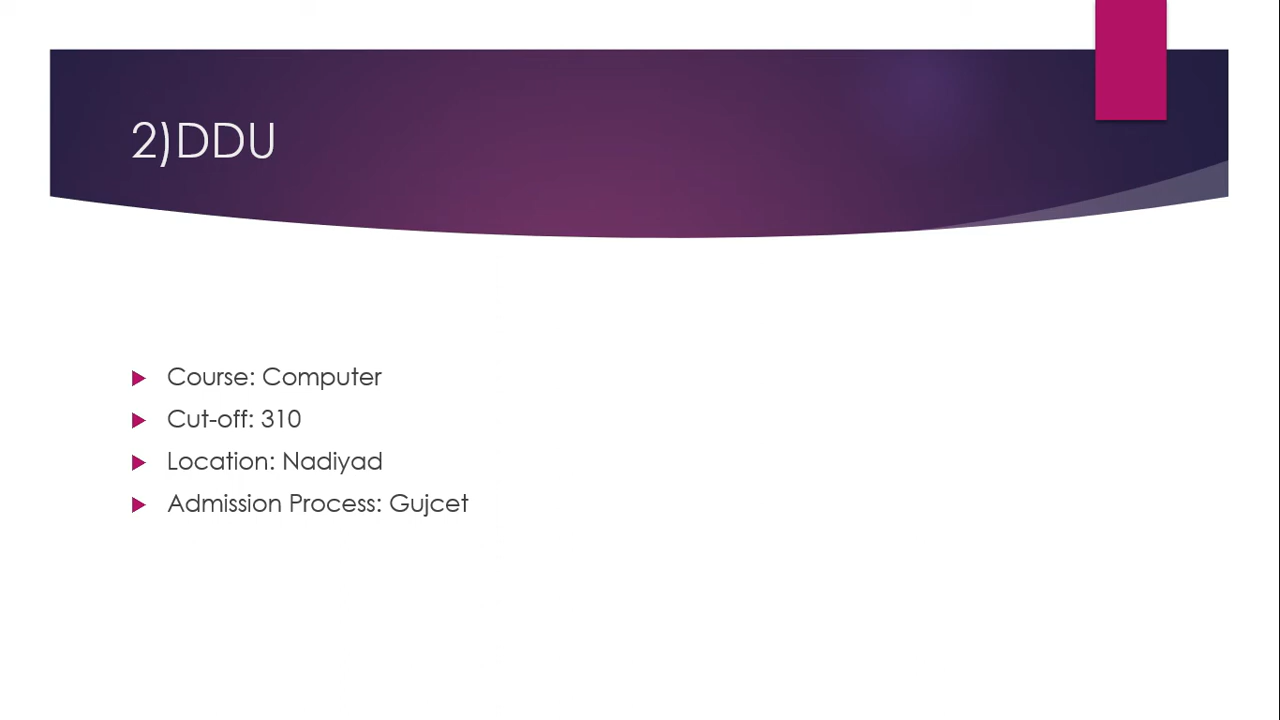 2)DDU
Course: Computer
Cut-off: 310
Location: Nadiyad
Admission Process: Gujcet